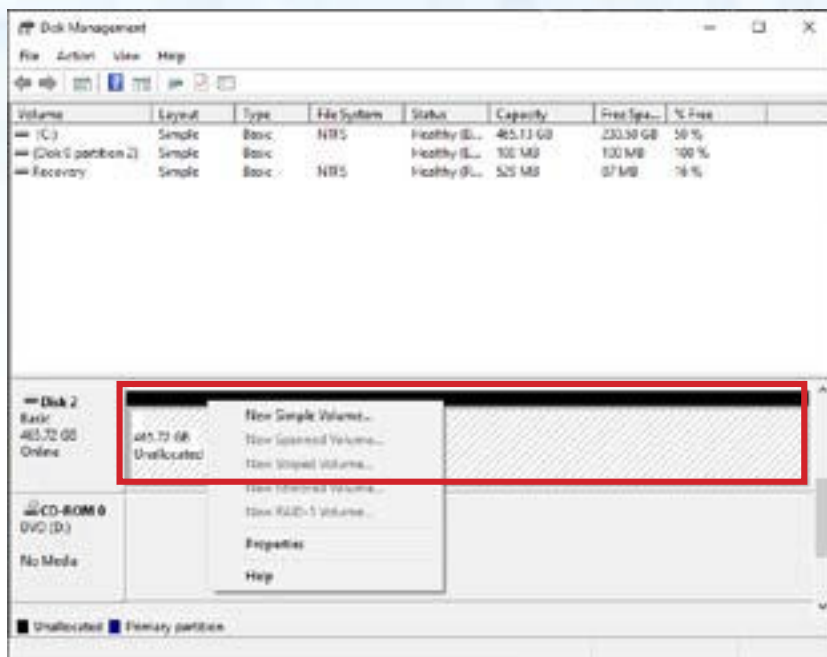 Disk Management
File Action View Help
Volume Layout Type File System Status Capacity Free Spa... % Free
(C:) Simple Basic NTFS Healthy (B... 465.13 GB 230.50 GB 50 %
(Disk 0 partition 2) Simple Basic Healthy (E... 100 MB 100 MB 100 %
Recovery Simple Basic NTFS Healthy (... 529 MB 87 MB 16 %
Disk 2
Basic
465.72 GB
Online
465.72 GB
Unallocated
New Simple Volume...
New Spanned Volume...
New Striped Volume...
New Mirrored Volume...
New RAID-5 Volume...
Properties
Help
CD-ROM 0
DVD (D:)
No Media
Unallocated Primary partition